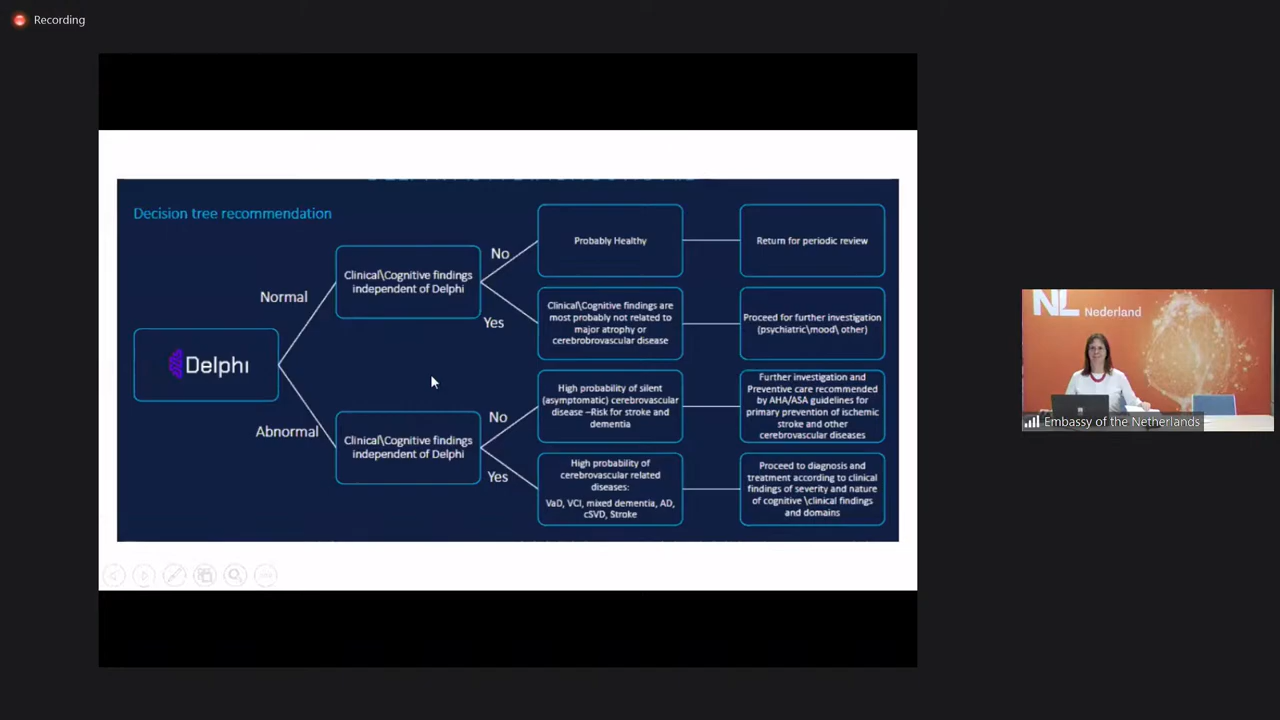 Recording
Decision tree recommendation
Normal
Abnormal
Delphi
Clinical\Cognitive findings
independent of Delphi
No
Yes
Clinical\Cognitive findings
independent of Delphi
No
Yes
Probably Healthy
Return for periodic review
Clinical\Cognitive findings are
most probably not related to
major atrophy or
cerebrobrovascular disease
Proceed for further investigation
(psychiatric\mood\ other)
High probability of silent
(asymptomatic) cerebrovascular
disease –Risk for stroke and
dementia
Further investigation and
Preventive care recommended
by AHA/ASA guidelines for
primary prevention of ischemic
stroke and other
cerebrovascular diseases
High probability of
cerebrovascular related
diseases:
VaD, VCI, mixed dementia, AD,
cSVD, Stroke
Proceed to diagnosis and
treatment according to clinical
findings of severity and nature
of cognitive \clinical findings
and domains
NL Nederland
Embassy of the Netherlands